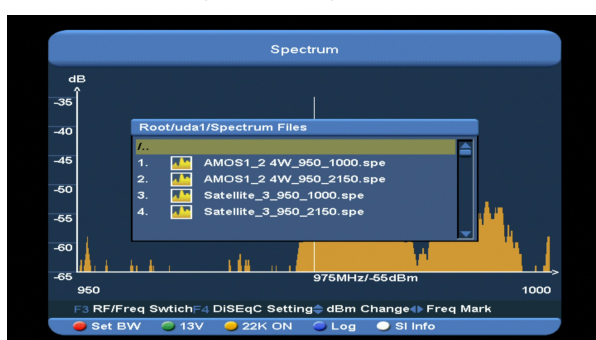 Spectrum
dB
-35
Root/uda1/Spectrum Files
-40
/..
-45
1. AMOS1_2 4W_950_1000.spe
2. AMOS1_2 4W_950_2150.spe
-50
3. Satellite_3_950_1000.spe
4. Satellite_3_950_2150.spe
-55
-60
-65
975MHz/-55dBm
950
1000
F3 RF/Freq Swtich F4 DiSEqC Setting dBm Change Freq Mark
Set BW 13V 22K ON Log SI Info